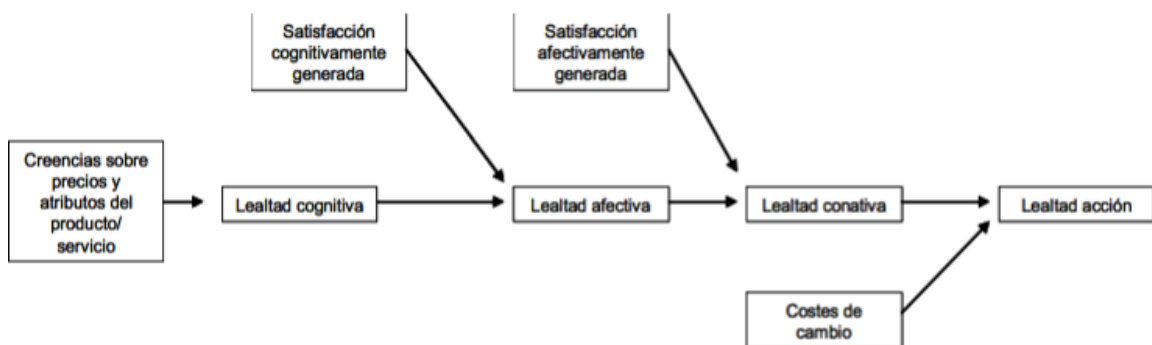 Satisfacción
cognitivamente
generada
Satisfacción
afectivamente
generada
Creencias sobre
precios y
atributos del
producto/
servicio
Lealtad cognitiva
Lealtad afectiva
Lealtad conativa
Lealtad acción
Costes de
cambio